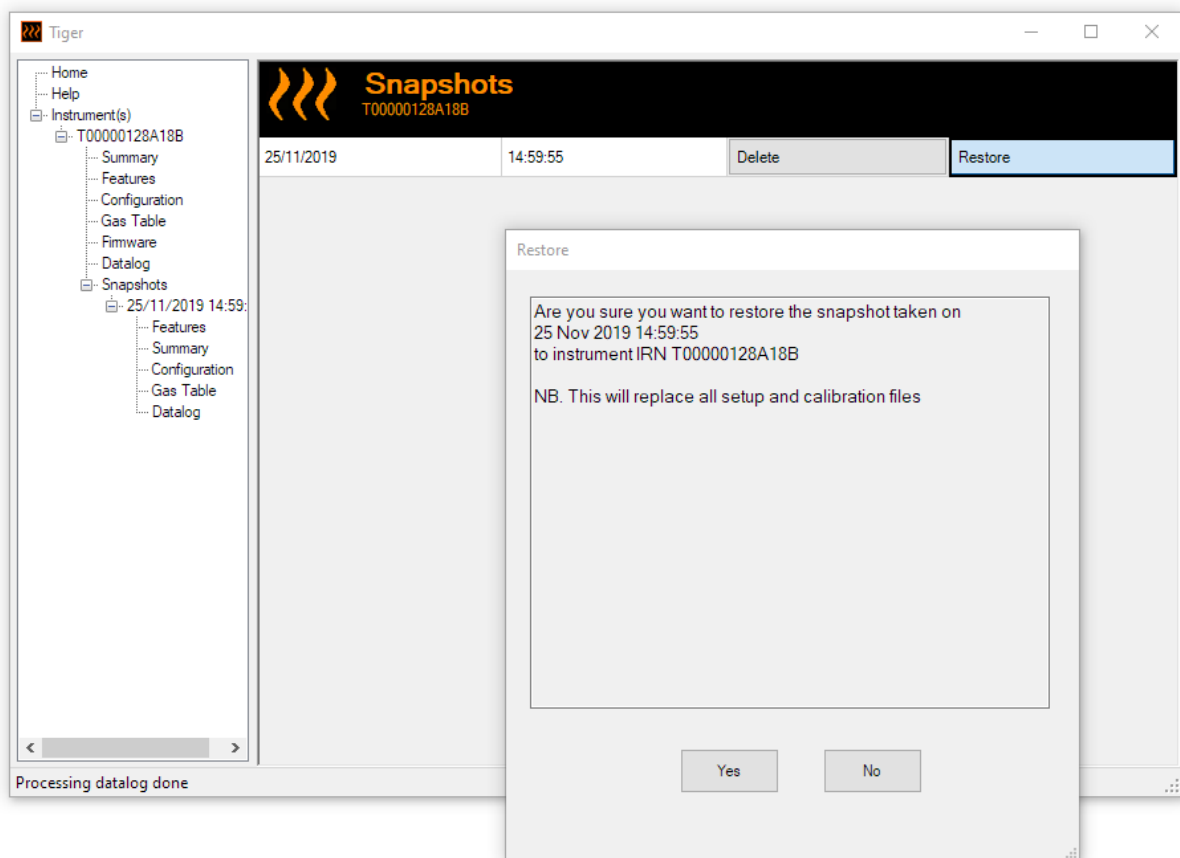 Tiger
Home
Help
Instrument(s)
T00000128A18B
Summary
Features
Configuration
Gas Table
Firmware
Datalog
Snapshots
25/11/2019 14:59:
Features
Summary
Configuration
Gas Table
Datalog
Snapshots
T00000128A18B
25/11/2019 14:59:55 Delete Restore
Restore
Are you sure you want to restore the snapshot taken on
25 Nov 2019 14:59:55
to instrument IRN T00000128A18B
NB. This will replace all setup and calibration files
Yes No
Processing datalog done